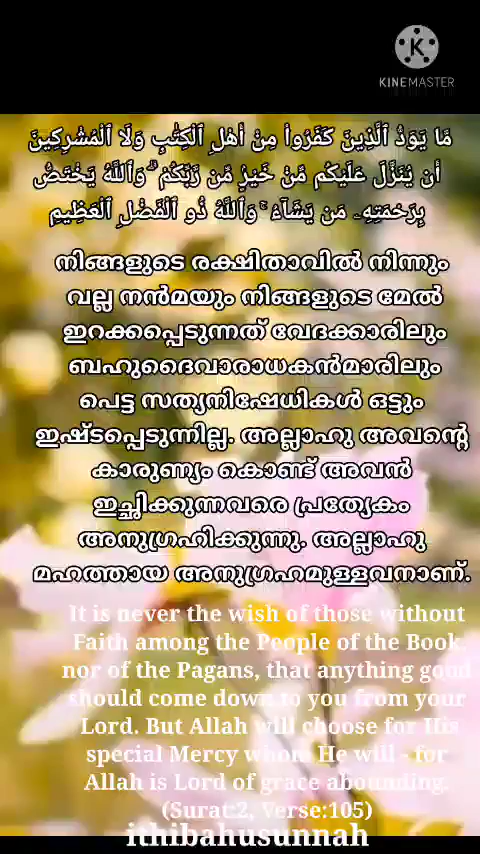 KINEMASTER
مَّا يَوَدُّ ٱلَّذِينَ كَفَرُوا۟ مِنْ أَهْلِ ٱلْكِتَٰبِ وَلَا ٱلْمُشْرِكِينَ
أَن يُنَزَّلَ عَلَيْكُم مِّنْ خَيْرٍ مِّن رَّبِّكُمْ ۗ وَٱللَّهُ يَخْتَصُّ
بِرَحْمَتِهِۦ مَن يَشَآءُ ۚ وَٱللَّهُ ذُو ٱلْفَضْلِ ٱلْعَظِيمِ
നിങ്ങളുടെ രക്ഷിതാവിൽ നിന്നും
വല്ല നൻമയും നിങ്ങളുടെ മേൽ
ഇറക്കപ്പെടുന്നത് വേദക്കാരിലും
ബഹുദൈവാരാധകൻമാരിലും
പെട്ട സത്യനിഷേധികൾ ഒട്ടും
ഇഷ്ടപ്പെടുന്നില്ല. അല്ലാഹു അവന്റെ
കാരുണ്യം കൊണ്ട് അവൻ
ഇച്ഛിക്കുന്നവരെ പ്രത്യേകം
അനുഗ്രഹിക്കുന്നു. അല്ലാഹു
മഹത്തായ അനുഗ്രഹമുള്ളവനാണ്.
It is never the wish of those without
Faith among the People of the Book,
nor of the Pagans, that anything good
should come down to you from your
Lord. But Allah will choose for His
special Mercy whom He will - for
Allah is Lord of grace abounding.
(Surat:2, Verse:105)
ithibahusunnah